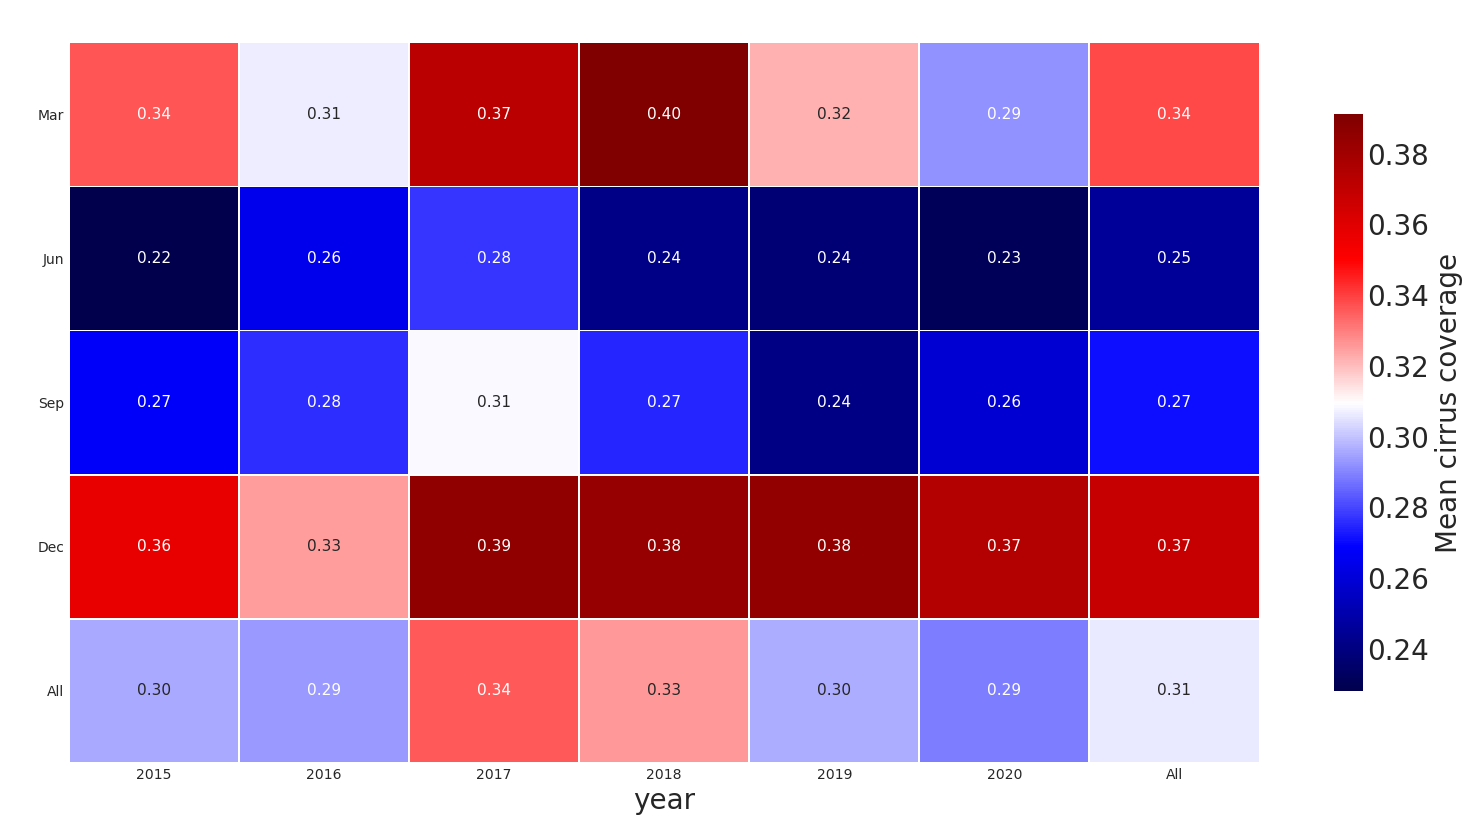 Mar 0.34 0.31 0.37 0.40 0.32 0.29 0.34
Jun 0.22 0.26 0.28 0.24 0.24 0.23 0.25
Sep 0.27 0.28 0.31 0.27 0.24 0.26 0.27
Dec 0.36 0.33 0.39 0.38 0.38 0.37 0.37
All 0.30 0.29 0.34 0.33 0.30 0.29 0.31
2015 2016 2017 2018 2019 2020 All
year
0.38
0.36
0.34
0.32
0.30
0.28
0.26
0.24
Mean cirrus coverage